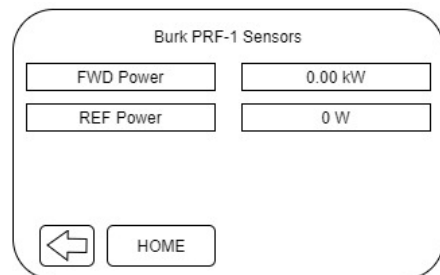 Burk PRF-1 Sensors
FWD Power 0.00 kW
REF Power 0 W
HOME